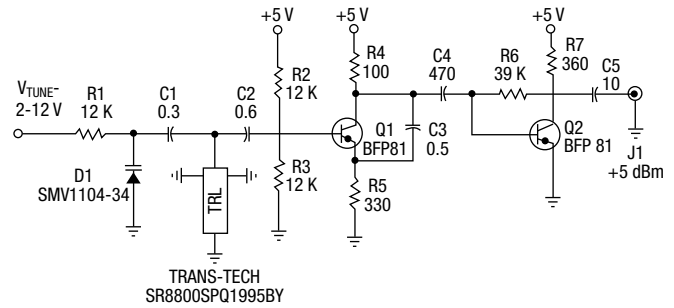 +5 V
+5 V
+5 V
V_TUNE-
2-12 V
R1
12 K
C1
0.3
C2
0.6
R2
12 K
R3
12 K
R4
100
C4
470
R6
39 K
R7
360
C5
10
Q1
BFP81
C3
0.5
Q2
BFP 81
J1
+5 dBm
D1
SMV1104-34
TRL
R5
330
TRANS-TECH
SR8800SPQ1995BY